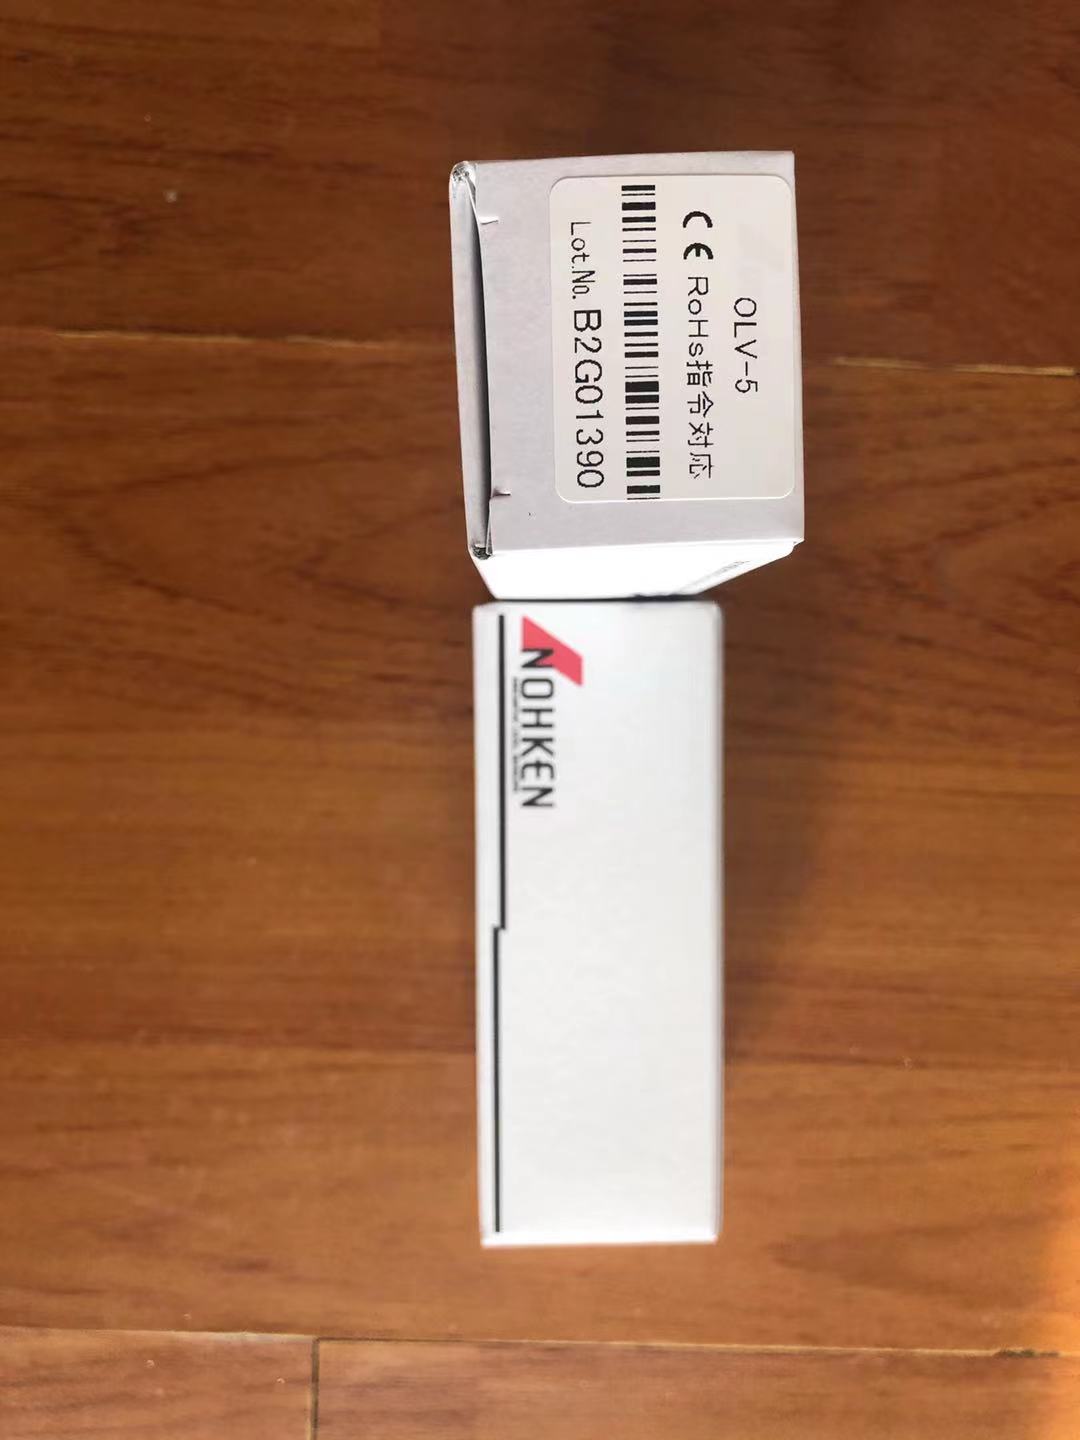 OLV-5
CE RoHs指令対応
Lot.No. B2G01390
NOHKEN